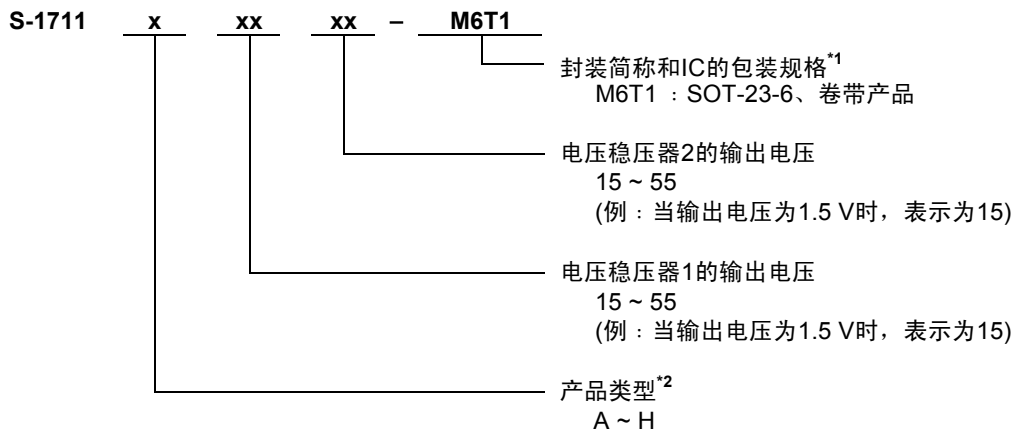 S-1711 x xx xx – M6T1
封装简称和IC的包装规格*1
M6T1 : SOT-23-6、卷带产品
电压稳压器2的输出电压
15 ~ 55
(例 : 当输出电压为1.5 V时，表示为15)
电压稳压器1的输出电压
15 ~ 55
(例 : 当输出电压为1.5 V时，表示为15)
产品类型*2
A ~ H